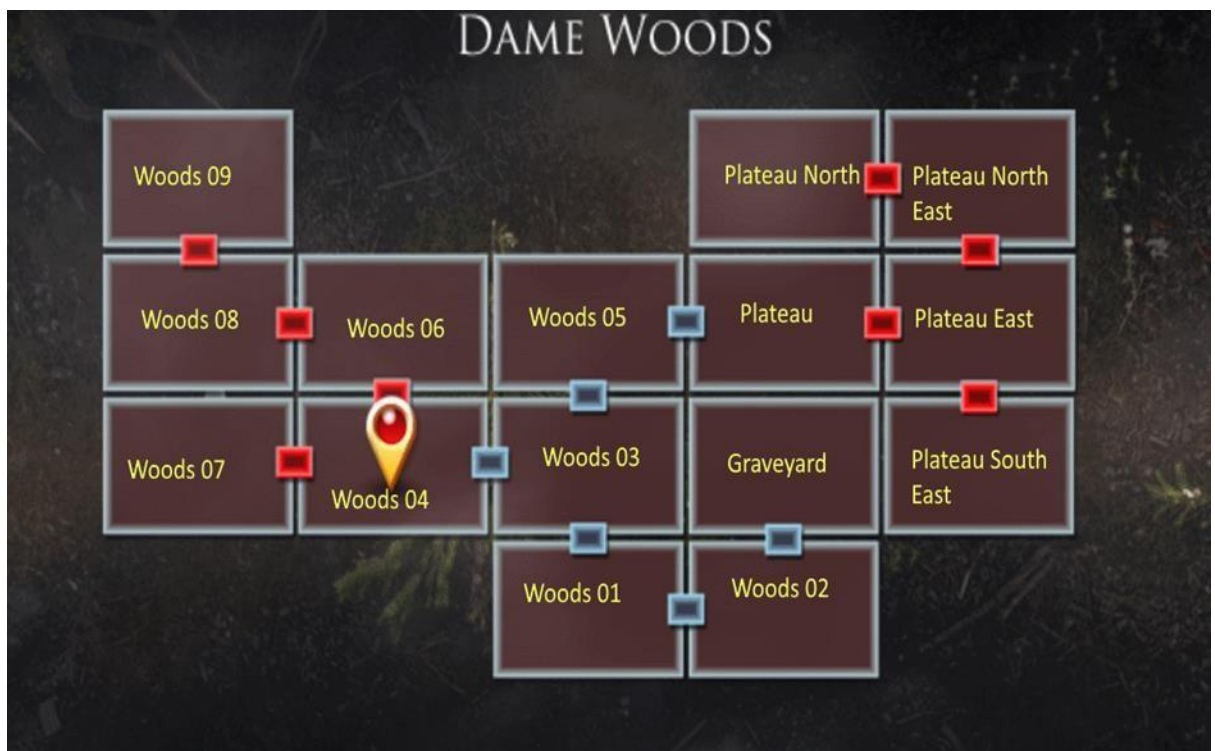 DAME WOODS
Woods 09
Plateau North
Plateau North
East
Woods 08
Woods 06
Woods 05
Plateau
Plateau East
Woods 07
Woods 04
Woods 03
Graveyard
Plateau South
East
Woods 01
Woods 02